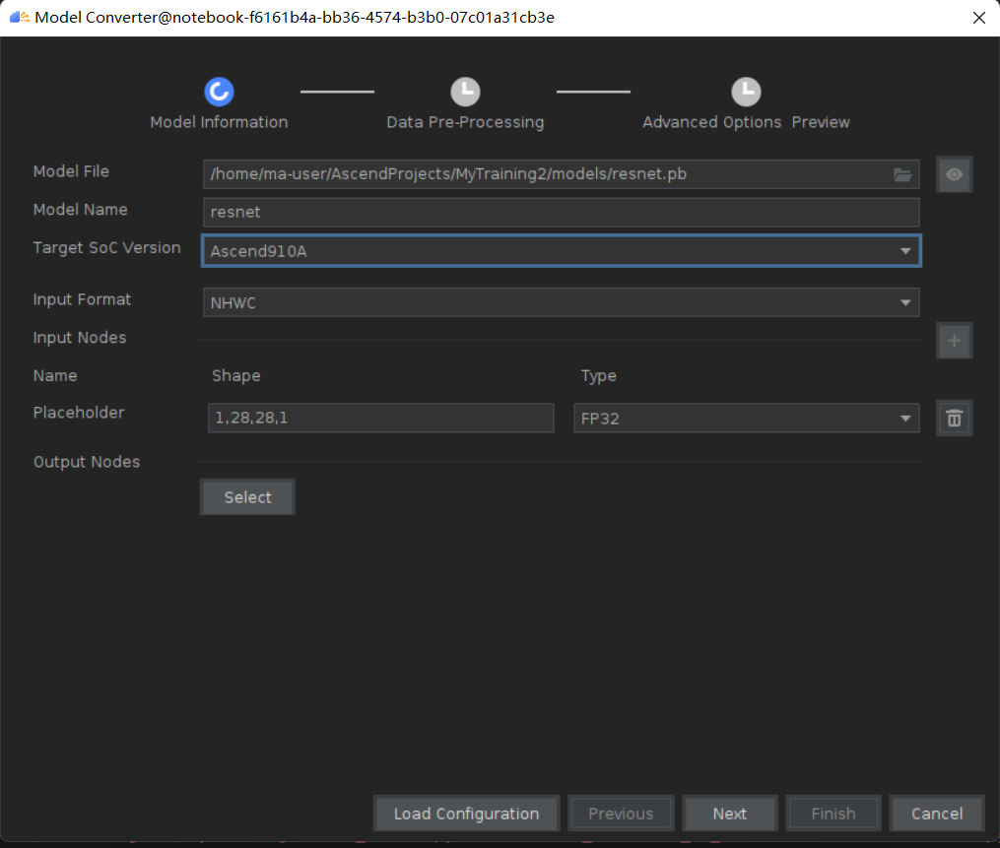 Model Converter@notebook-f6161b4a-bb36-4574-b3b0-07c01a31cb3e
Model Information Data Pre-Processing Advanced Options Preview
Model File /home/ma-user/AscendProjects/MyTraining2/models/resnet.pb
Model Name resnet
Target SoC Version Ascend910A
Input Format NHWC
Input Nodes
Name Shape Type
Placeholder 1,28,28,1 FP32
Output Nodes
Select
Load Configuration Previous Next Finish Cancel